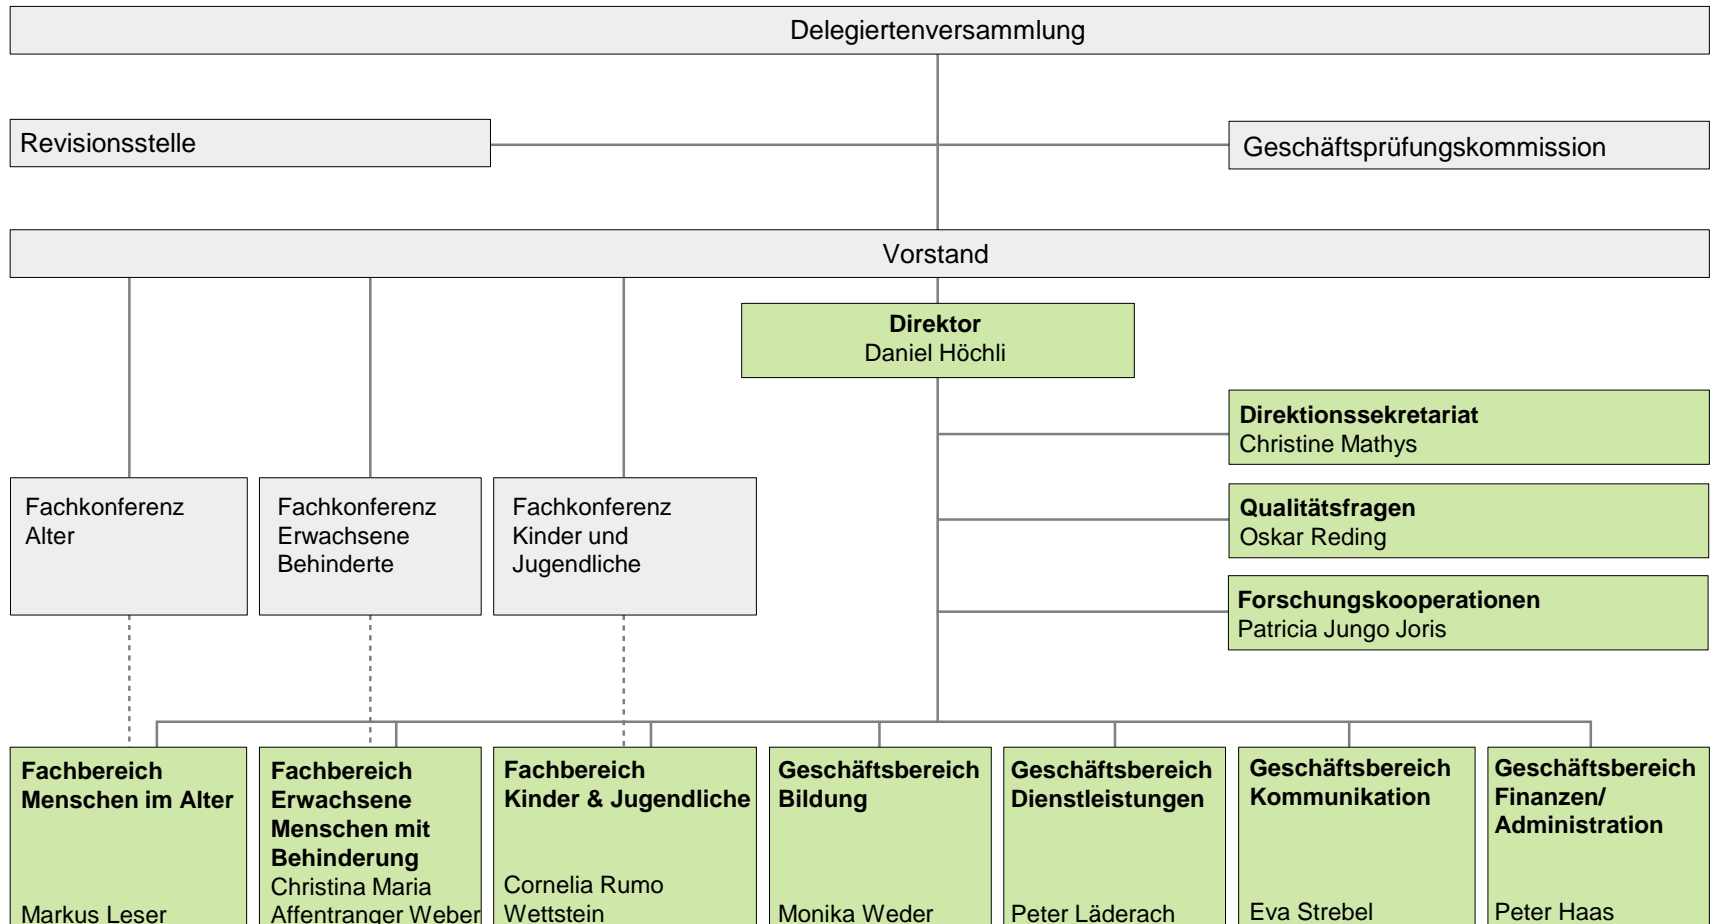 Delegiertenversammlung
Revisionsstelle
Geschäftsprüfungskommission
Vorstand
Direktor
Daniel Höchli
Direktionssekretariat
Christine Mathys
Fachkonferenz
Alter
Fachkonferenz
Erwachsene
Behinderte
Fachkonferenz
Kinder und
Jugendliche
Qualitätsfragen
Oskar Reding
Forschungskooperationen
Patricia Jungo Joris
Fachbereich
Menschen im Alter
Markus Leser
Fachbereich
Erwachsene
Menschen mit
Behinderung
Christina Maria
Affentranger Weber
Fachbereich
Kinder & Jugendliche
Cornelia Rumo
Wettstein
Geschäftsbereich
Bildung
Monika Weder
Geschäftsbereich
Dienstleistungen
Peter Läderach
Geschäftsbereich
Kommunikation
Eva Strebel
Geschäftsbereich
Finanzen/
Administration
Peter Haas